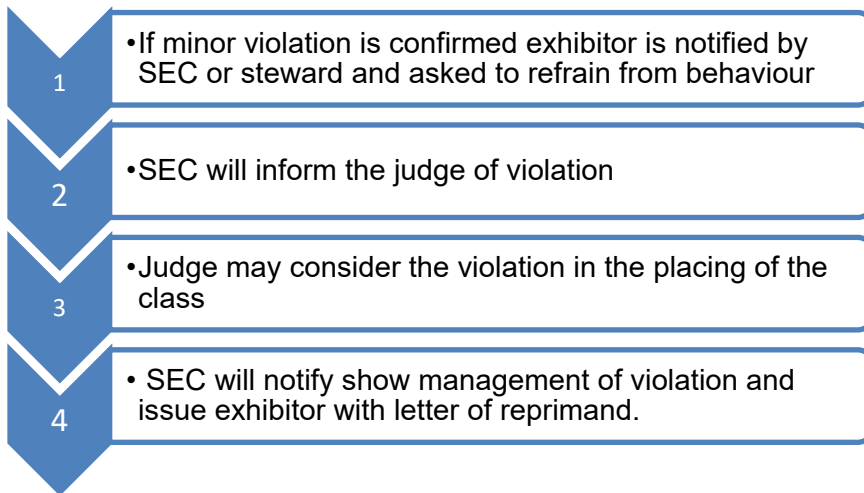 1
•If minor violation is confirmed exhibitor is notified by
SEC or steward and asked to refrain from behaviour
2
•SEC will inform the judge of violation
3
•Judge may consider the violation in the placing of the
class
4
• SEC will notify show management of violation and
issue exhibitor with letter of reprimand.